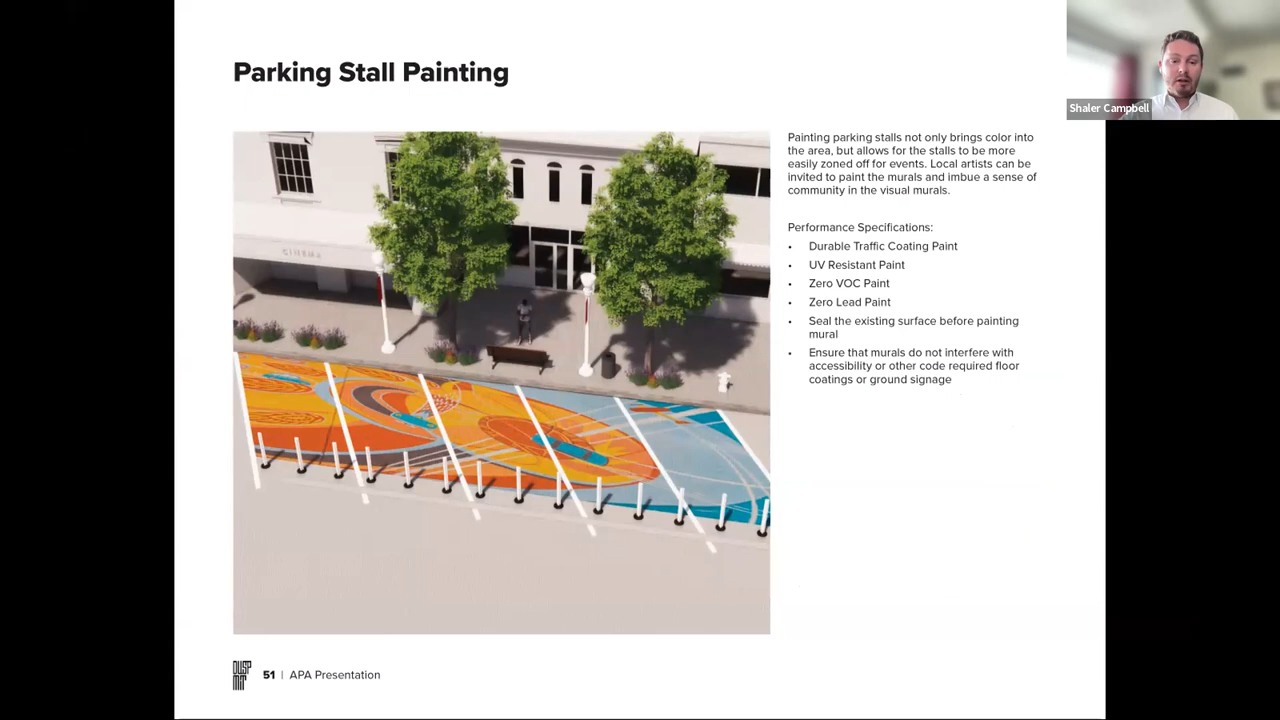 Parking Stall Painting
Shaler Campbell
Painting parking stalls not only brings color into
the area, but allows for the stalls to be more
easily zoned off for events. Local artists can be
invited to paint the murals and imbue a sense of
community in the visual murals.
Performance Specifications:
• Durable Traffic Coating Paint
• UV Resistant Paint
• Zero VOC Paint
• Zero Lead Paint
• Seal the existing surface before painting
mural
• Ensure that murals do not interfere with
accessibility or other code required floor
coatings or ground signage
CINEMA
DUSP
MIT
51 | APA Presentation